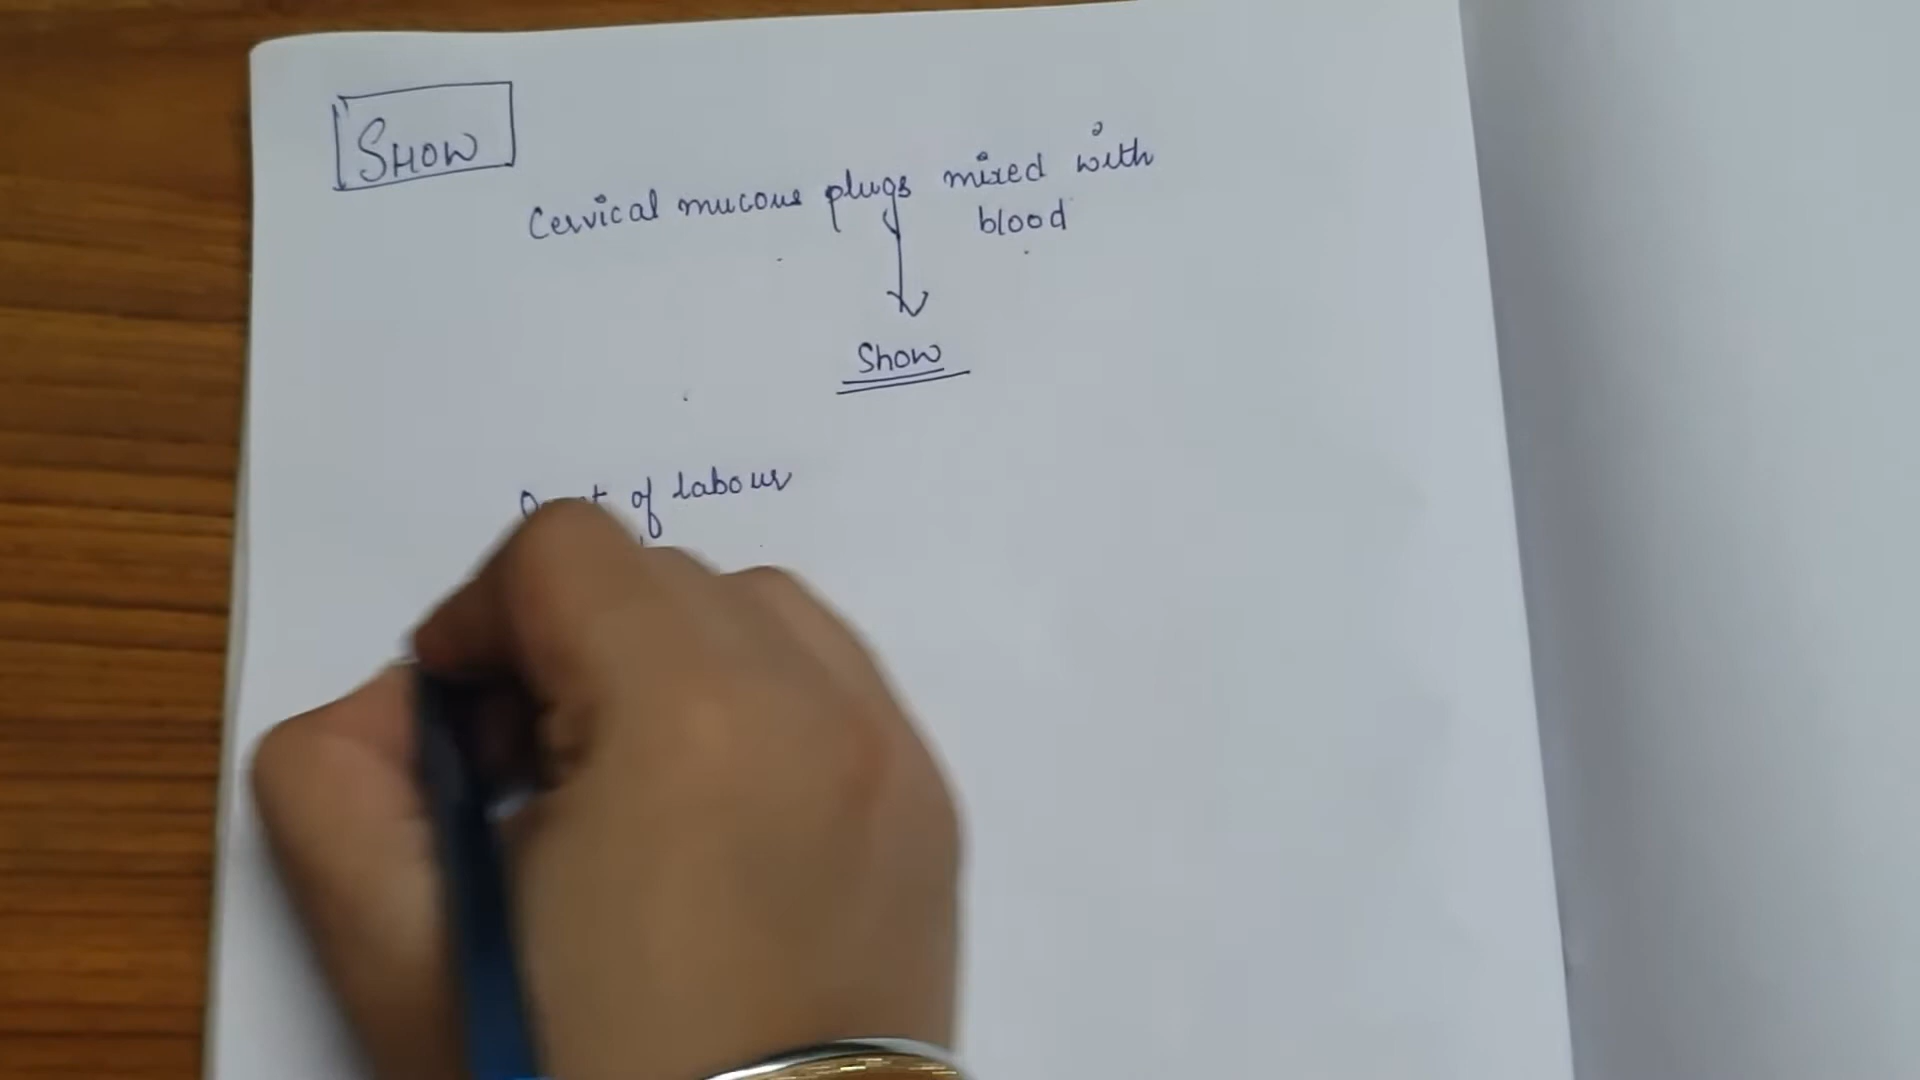 SHOW
Cervical mucous plugs mixed with
blood
Show
of labour